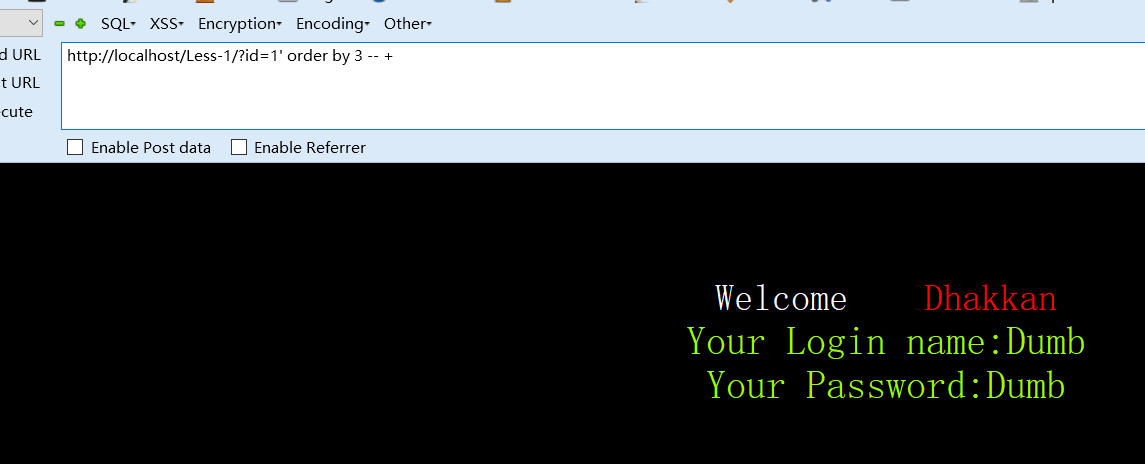 SQL▾ XSS▾ Encryption▾ Encoding▾ Other▾
d URL
http://localhost/Less-1/?id=1' order by 3 -- +
t URL
cute
Enable Post data Enable Referrer
Welcome Dhakkan
Your Login name:Dumb
Your Password:Dumb